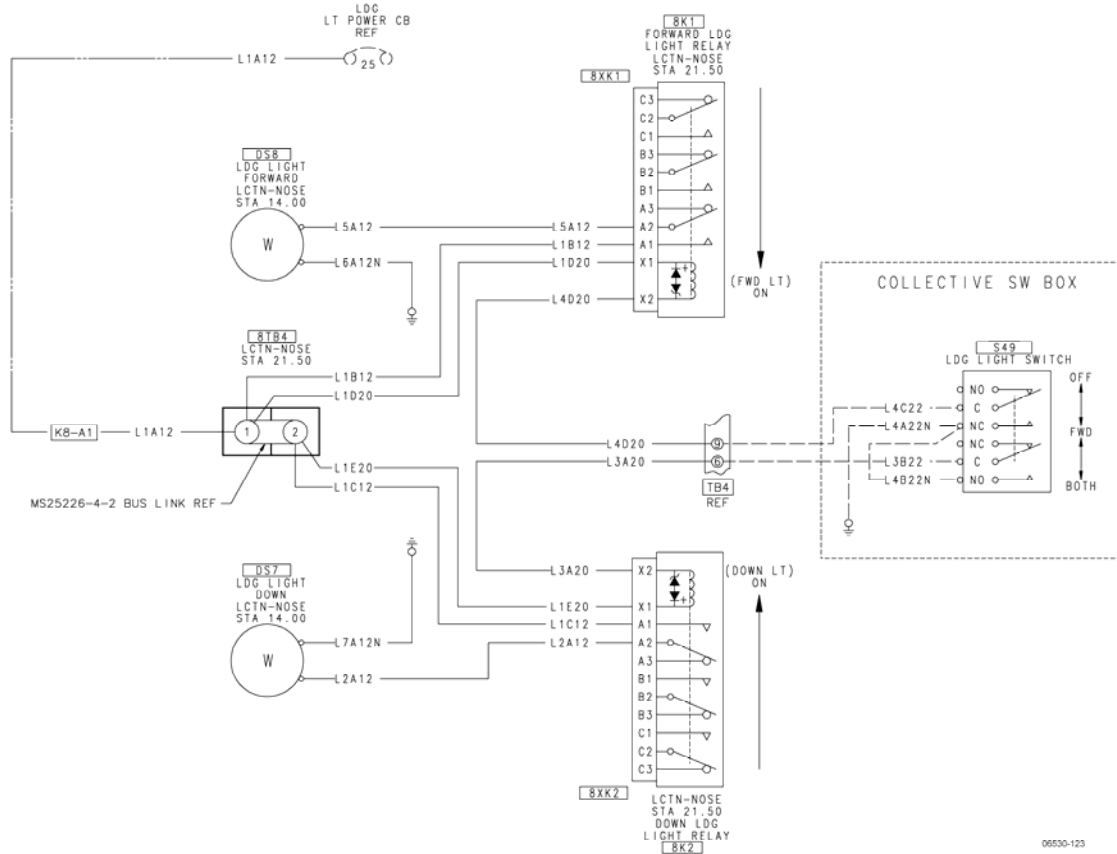 LDG
LT POWER CB
REF
25
L1A12
8K1
FORWARD LDG
LIGHT RELAY
LCTN-NOSE
STA 21.50
8XK1
C3
C2
C1
B3
B2
B1
A3
A2
A1
X1
X2
+
(FWD LT)
ON
DS8
LDG LIGHT
FORWARD
LCTN-NOSE
STA 14.00
W
L5A12
L6A12N
L5A12
L1B12
L1D20
L4D20
8TB4
LCTN-NOSE
STA 21.50
L1B12
L1D20
K8-A1
L1A12
1
2
L1E20
L1C12
MS25226-4-2 BUS LINK REF
L4D20
L3A20
9
6
TB4
REF
COLLECTIVE SW BOX
S49
LDG LIGHT SWITCH
NO
C
NC
NC
C
NO
OFF
FWD
BOTH
L4C22
L4A22N
L3B22
L4B22N
DS7
LDG LIGHT
DOWN
LCTN-NOSE
STA 14.00
W
L7A12N
L2A12
L3A20
L1E20
L1C12
L2A12
X2
X1
A1
A2
A3
B1
B2
B3
C1
C2
C3
+
(DOWN LT)
ON
8XK2
LCTN-NOSE
STA 21.50
DOWN LDG
LIGHT RELAY
8K2
06530-123